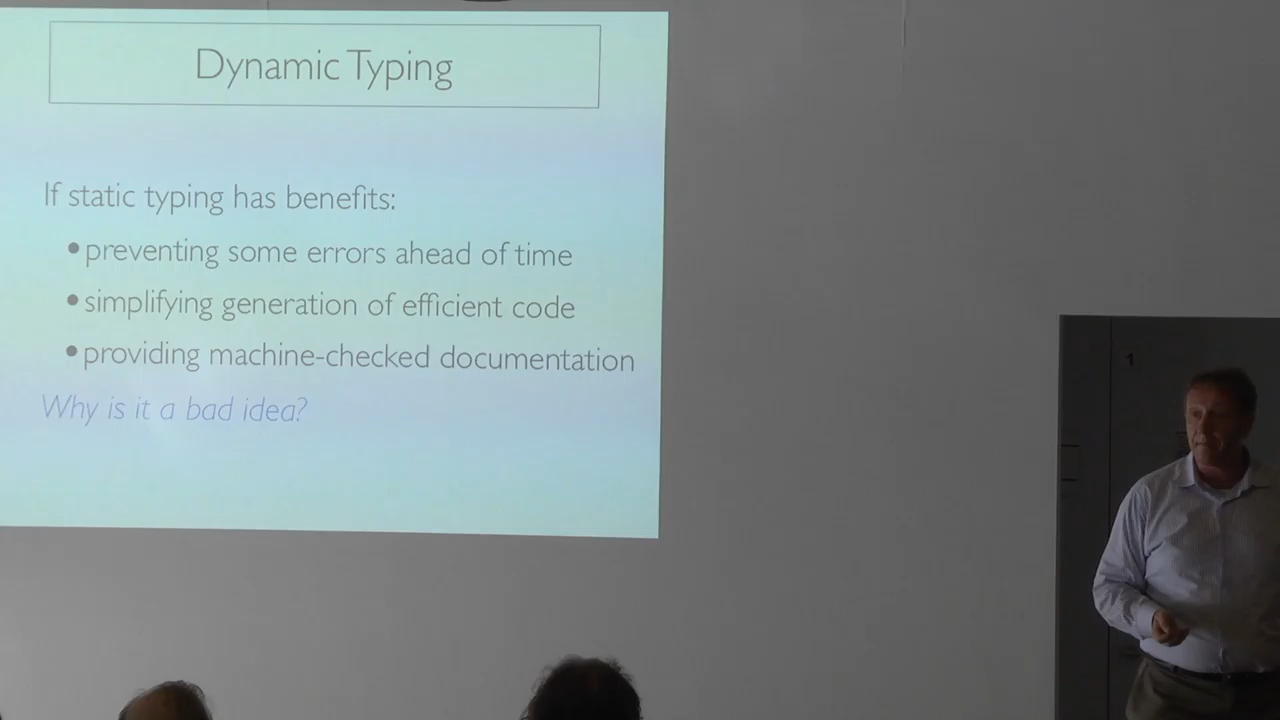 Dynamic Typing
If static typing has benefits:
•preventing some errors ahead of time
•simplifying generation of efficient code
•providing machine-checked documentation
Why is it a bad idea?
1